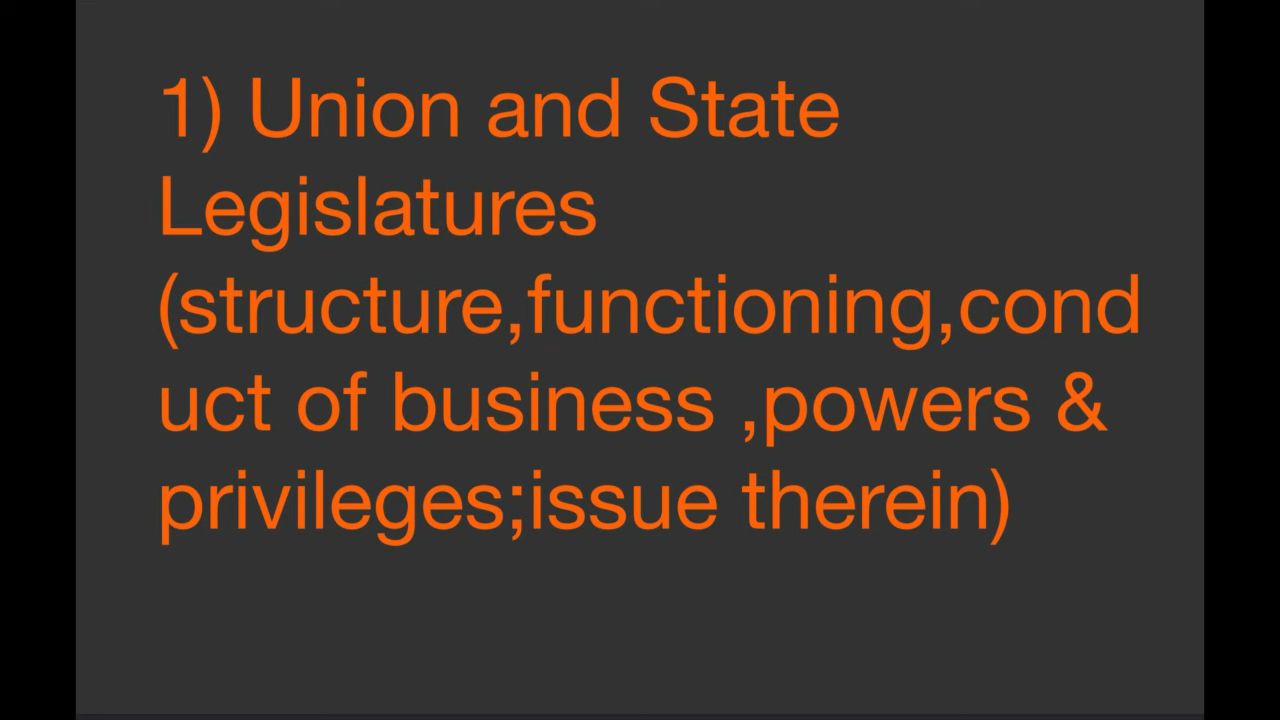 1) Union and State
Legislatures
(structure,functioning,cond
uct of business ,powers &
privileges;issue therein)